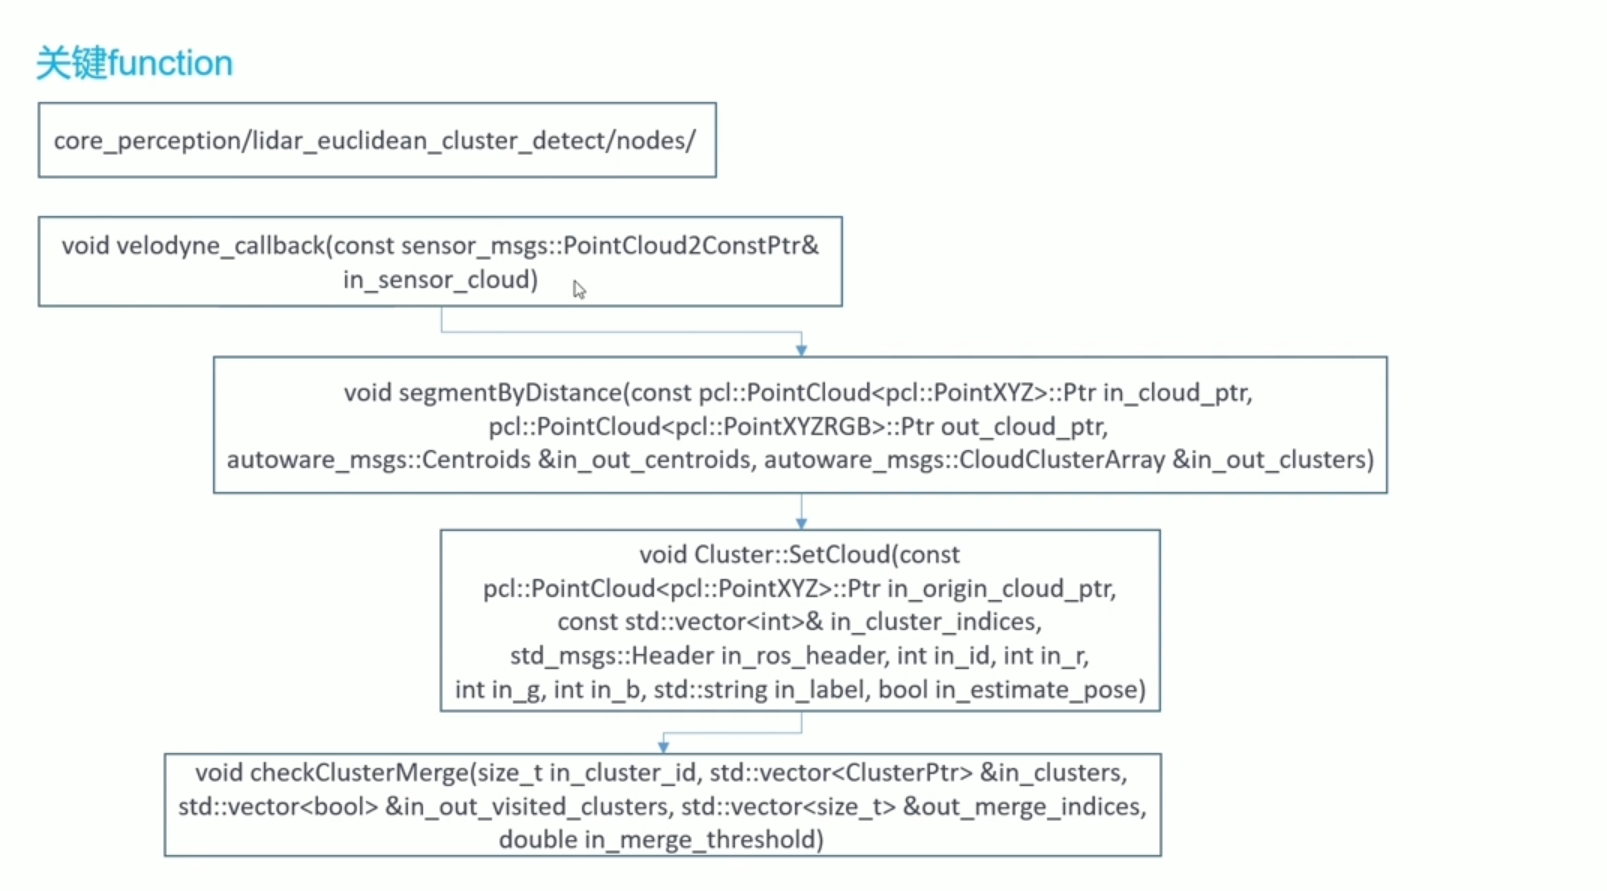 关键function
core_perception/lidar_euclidean_cluster_detect/nodes/
void velodyne_callback(const sensor_msgs::PointCloud2ConstPtr&
in_sensor_cloud)
void segmentByDistance(const pcl::PointCloud<pcl::PointXYZ>::Ptr in_cloud_ptr,
pcl::PointCloud<pcl::PointXYZRGB>::Ptr out_cloud_ptr,
autoware_msgs::Centroids &in_out_centroids, autoware_msgs::CloudClusterArray &in_out_clusters)
void Cluster::SetCloud(const
pcl::PointCloud<pcl::PointXYZ>::Ptr in_origin_cloud_ptr,
const std::vector<int>& in_cluster_indices,
std_msgs::Header in_ros_header, int in_id, int in_r,
int in_g, int in_b, std::string in_label, bool in_estimate_pose)
void checkClusterMerge(size_t in_cluster_id, std::vector<ClusterPtr> &in_clusters,
std::vector<bool> &in_out_visited_clusters, std::vector<size_t> &out_merge_indices,
double in_merge_threshold)